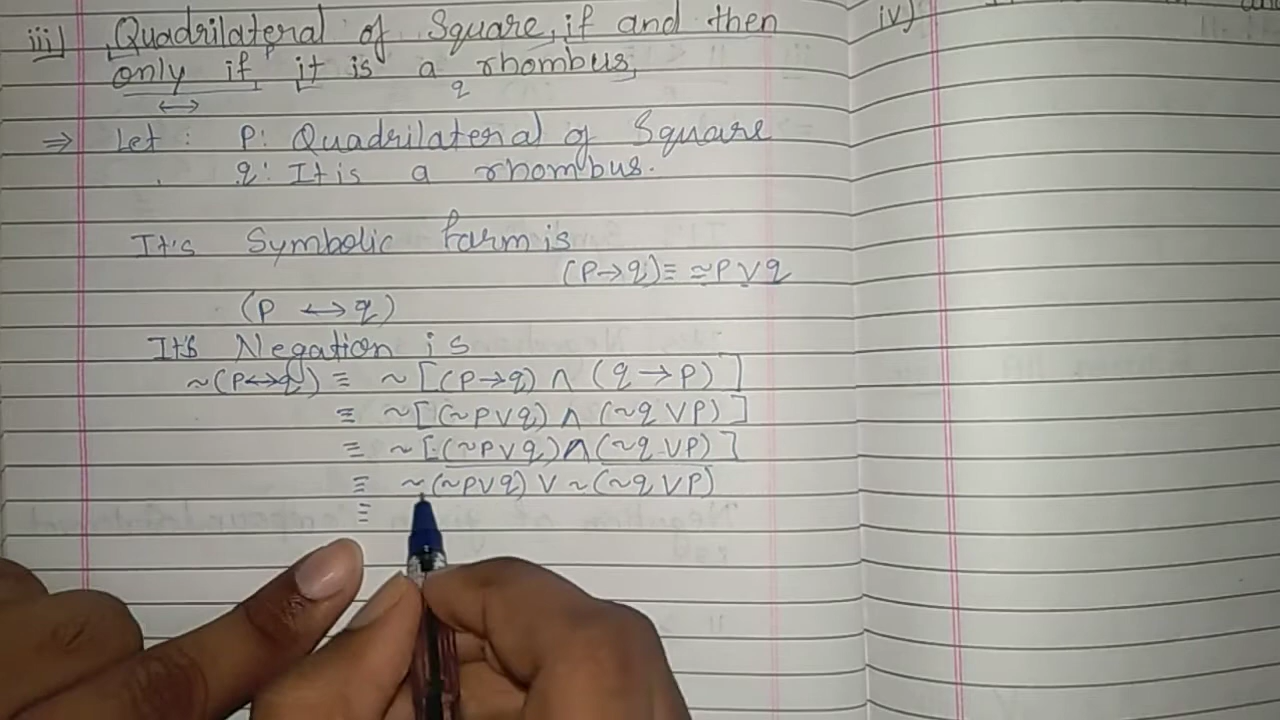 iii) Quadrilateral of Square, if and then
only if, it is a rhombus,
↔ q
⇒ Let : P: Quadrilateral of Square
q: It is a rhombus.
It's Symbolic farm is
(P→q)≡ ≃P∨q
(P ↔ q)
It's Negation is
~(P↔q) ≡ ~[(P→q) ∧ (q→P)]
≡ ~[(~P∨q) ∧ (~q∨P)]
≡ ~[(~P∨q)∧(~q∨P)]
≡ ~(~P∨q) ∨ ~(~q∨P)
≡
iv)